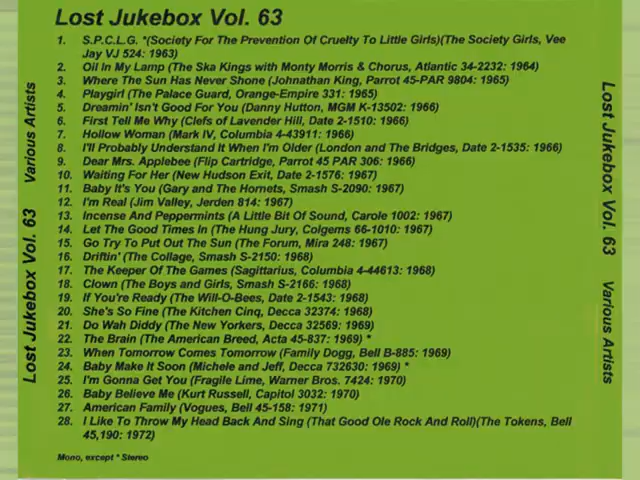 Lost Jukebox Vol. 63
1. S.P.C.L.G. *(Society For The Prevention Of Cruelty To Little Girls)(The Society Girls, Vee
Jay VJ 524: 1963)
2. Oil In My Lamp (The Ska Kings with Monty Morris & Chorus, Atlantic 34-2232: 1964)
3. Where The Sun Has Never Shone (Johnathan King, Parrot 45-PAR 9804: 1965)
4. Playgirl (The Palace Guard, Orange-Empire 331: 1965)
5. Dreamin' Isn't Good For You (Danny Hutton, MGM K-13502: 1966)
6. First Tell Me Why (Clefs of Lavender Hill, Date 2-1510: 1966)
7. Hollow Woman (Mark IV, Columbia 4-43911: 1966)
8. I'll Probably Understand It When I'm Older (London and The Bridges, Date 2-1535: 1966)
9. Dear Mrs. Applebee (Flip Cartridge, Parrot 45 PAR 306: 1966)
10. Waiting For Her (New Hudson Exit, Date 2-1576: 1967)
11. Baby It's You (Gary and The Hornets, Smash S-2090: 1967)
12. I'm Real (Jim Valley, Jerden 814: 1967)
13. Incense And Peppermints (A Little Bit Of Sound, Carole 1002: 1967)
14. Let The Good Times In (The Hung Jury, Colgems 66-1010: 1967)
15. Go Try To Put Out The Sun (The Forum, Mira 248: 1967)
16. Driftin' (The Collage, Smash S-2150: 1968)
17. The Keeper Of The Games (Sagittarius, Columbia 4-44613: 1968)
18. Clown (The Boys and Girls, Smash S-2166: 1968)
19. If You're Ready (The Will-O-Bees, Date 2-1543: 1968)
20. She's So Fine (The Kitchen Cinq, Decca 32374: 1968)
21. Do Wah Diddy (The New Yorkers, Decca 32569: 1969)
22. The Brain (The American Breed, Acta 45-837: 1969) *
23. When Tomorrow Comes Tomorrow (Family Dogg, Bell B-885: 1969)
24. Baby Make It Soon (Michele and Jeff, Decca 732630: 1969) *
25. I'm Gonna Get You (Fragile Lime, Warner Bros. 7424: 1970)
26. Baby Believe Me (Kurt Russell, Capitol 3032: 1970)
27. American Family (Vogues, Bell 45-158: 1971)
28. I Like To Throw My Head Back And Sing (That Good Ole Rock And Roll)(The Tokens, Bell
45,190: 1972)
Mono, except * Stereo
Lost Jukebox Vol. 63 Various Artists
Lost Jukebox Vol. 63 Various Artists